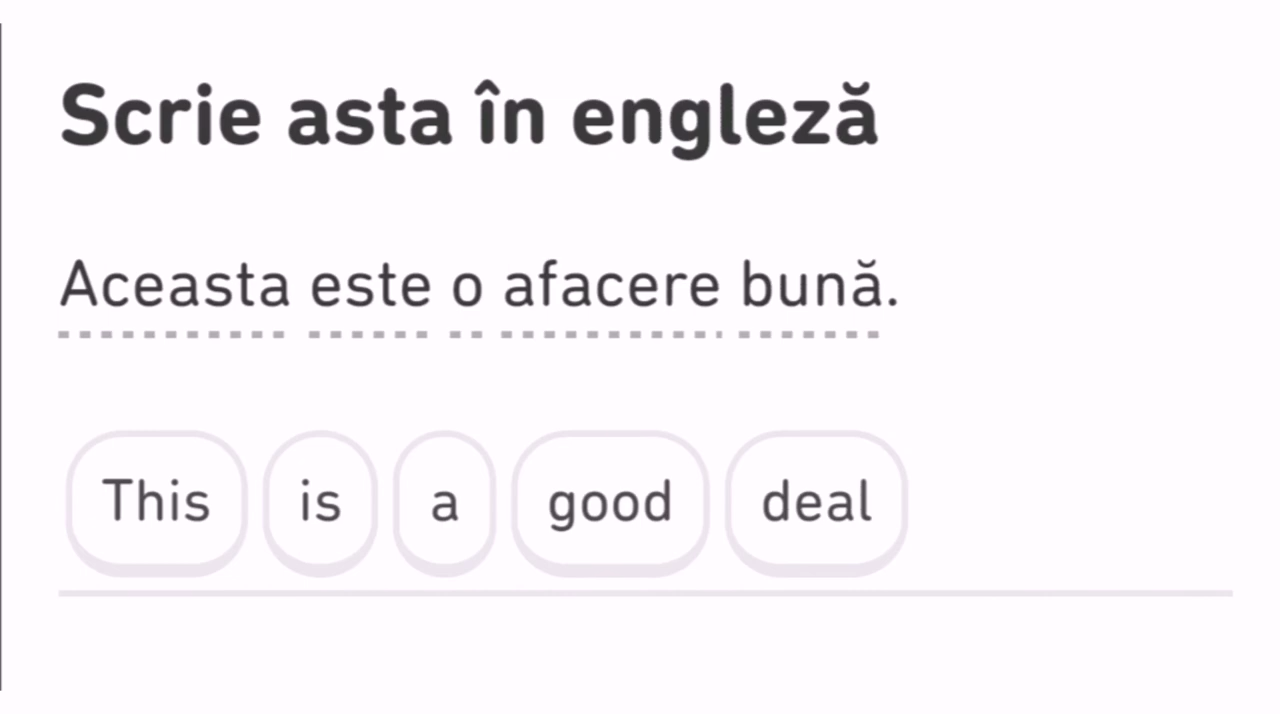 Scrie asta în engleză
Aceasta este o afacere bună.
This is a good deal